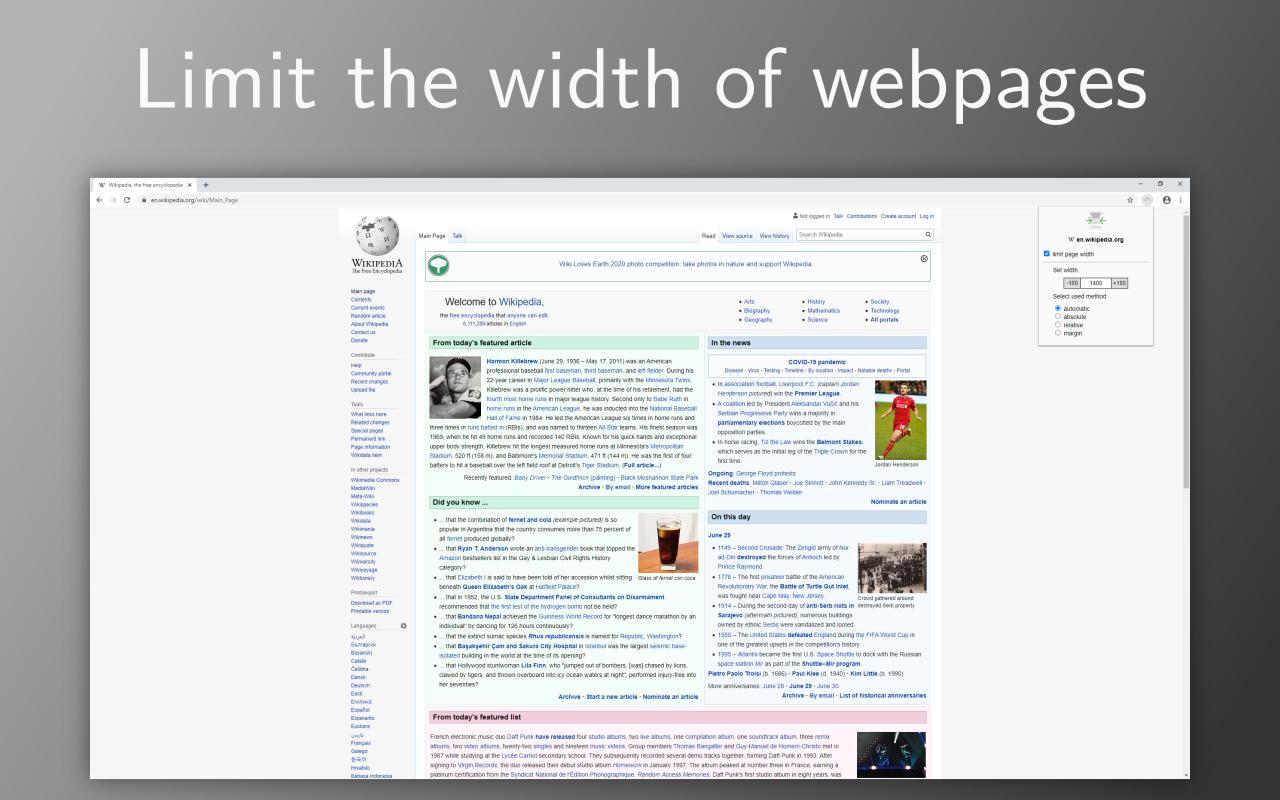 Limit the width of webpages
Wikipedia, the free encyclopedia
en.wikipedia.org/wiki/Main_Page
Not logged in Talk Contributions Create account Log in
Main Page Talk Read View source View history Search Wikipedia
WIKIPEDIA
The Free Encyclopedia
Main page
Contents
Current events
Random article
About Wikipedia
Contact us
Donate
Contribute
Help
Community portal
Recent changes
Upload file
Tools
What links here
Related changes
Special pages
Permanent link
Page information
Wikidata item
In other projects
Wikimedia Commons
MediaWiki
Meta-Wiki
Wikispecies
Wikibooks
Wikidata
Wikimania
Wikinews
Wikiquote
Wikisource
Wikiversity
Wikivoyage
Wiktionary
Print/export
Download as PDF
Printable version
Languages
العربية
Български
Bosanski
Català
Čeština
Dansk
Deutsch
Eesti
Ελληνικά
Español
Esperanto
Euskara
فارسی
Français
Galego
한국어
Hrvatski
Bahasa Indonesia
Wiki Loves Earth 2020 photo competition: take photos in nature and support Wikipedia.
Welcome to Wikipedia,
the free encyclopedia that anyone can edit.
6,111,289 articles in English
• Arts
• Biography
• Geography
• History
• Mathematics
• Science
• Society
• Technology
• All portals
From today's featured article
Harmon Killebrew (June 29, 1936 – May 17, 2011) was an American
professional baseball first baseman, third baseman, and left fielder. During his
22-year career in Major League Baseball, primarily with the Minnesota Twins,
Killebrew was a prolific power hitter who, at the time of his retirement, had the
fourth most home runs in major league history. Second only to Babe Ruth in
home runs in the American League, he was inducted into the National Baseball
Hall of Fame in 1984. He led the American League six times in home runs and
three times in runs batted in (RBIs), and was named to thirteen All-Star teams. His finest season was
1969, when he hit 49 home runs and recorded 140 RBIs. Known for his quick hands and exceptional
upper body strength, Killebrew hit the longest measured home runs at Minnesota's Metropolitan
Stadium, 520 ft (158 m), and Baltimore's Memorial Stadium, 471 ft (144 m). He was the first of four
batters to hit a baseball over the left field roof at Detroit's Tiger Stadium. (Full article...)
Recently featured: Baby Driver · The Goldfinch (painting) · Black Moshannon State Park
Archive · By email · More featured articles
Did you know ...
• ... that the combination of fernet and cola (example pictured) is so
popular in Argentina that the country consumes more than 75 percent of
all fernet produced globally?
• ... that Ryan T. Anderson wrote an anti-transgender book that topped the
Amazon bestsellers list in the Gay & Lesbian Civil Rights History
category?
• ... that Elizabeth I is said to have been told of her accession whilst sitting
beneath Queen Elizabeth's Oak at Hatfield Palace?
Glass of fernet con coca
• ... that in 1952, the U.S. State Department Panel of Consultants on Disarmament
recommended that the first test of the hydrogen bomb not be held?
• ... that Bandana Nepal achieved the Guinness World Record for "longest dance marathon by an
individual" by dancing for 126 hours continuously?
• ... that the extinct sumac species Rhus republicensis is named for Republic, Washington?
• ... that Başakşehir Çam and Sakura City Hospital in Istanbul was the largest seismic base-
isolated building in the world at the time of its opening?
• ... that Hollywood stuntwoman Lila Finn, who "jumped out of bombers, [was] chased by lions,
clawed by tigers, and thrown overboard into icy ocean waters at night", performed injury-free into
her seventies?
Archive · Start a new article · Nominate an article
In the news
COVID-19 pandemic
Disease · Virus · Testing · Timeline · By location · Impact · Notable deaths · Portal
• In association football, Liverpool F.C. (captain Jordan
Henderson pictured) win the Premier League.
• A coalition led by President Aleksandar Vučić and his
Serbian Progressive Party wins a majority in
parliamentary elections boycotted by the main
opposition parties.
• In horse racing, Tiz the Law wins the Belmont Stakes,
which serves as the initial leg of the Triple Crown for the
first time.
Jordan Henderson
Ongoing: George Floyd protests
Recent deaths: Milton Glaser · Joe Sinnott · John Kennedy Sr. · Liam Treadwell ·
Joel Schumacher · Thomas Welder
Nominate an article
On this day
June 29
• 1149 – Second Crusade: The Zengid army of Nur
ad-Din destroyed the forces of Antioch led by
Prince Raymond.
• 1776 – The first privateer battle of the American
Revolutionary War, the Battle of Turtle Gut Inlet,
was fought near Cape May, New Jersey.
• 1914 – During the second day of anti-Serb riots in
Sarajevo (aftermath pictured), numerous buildings
owned by ethnic Serbs were vandalized and looted.
Crowd gathered around
destroyed Serb property
• 1950 – The United States defeated England during the FIFA World Cup in
one of the greatest upsets in the competition's history.
• 1995 – Atlantis became the first U.S. Space Shuttle to dock with the Russian
space station Mir as part of the Shuttle–Mir program.
Pietro Paolo Troisi (b. 1686) · Paul Klee (d. 1940) · Kim Little (b. 1990)
More anniversaries: June 28 · June 29 · June 30
Archive · By email · List of historical anniversaries
From today's featured list
French electronic music duo Daft Punk have released four studio albums, two live albums, one compilation album, one soundtrack album, three remix
albums, two video albums, twenty-two singles and nineteen music videos. Group members Thomas Bangalter and Guy-Manuel de Homem-Christo met in
1987 while studying at the Lycée Carnot secondary school. They subsequently recorded several demo tracks together, forming Daft Punk in 1993. After
signing to Virgin Records, the duo released their debut studio album Homework in January 1997. The album peaked at number three in France, earning a
platinum certification from the Syndicat National de l'Édition Phonographique. Random Access Memories, Daft Punk's first studio album in eight years, was
W en.wikipedia.org
limit page width
Set width:
-100 1400 +100
Select used method:
automatic
absolute
relative
margin